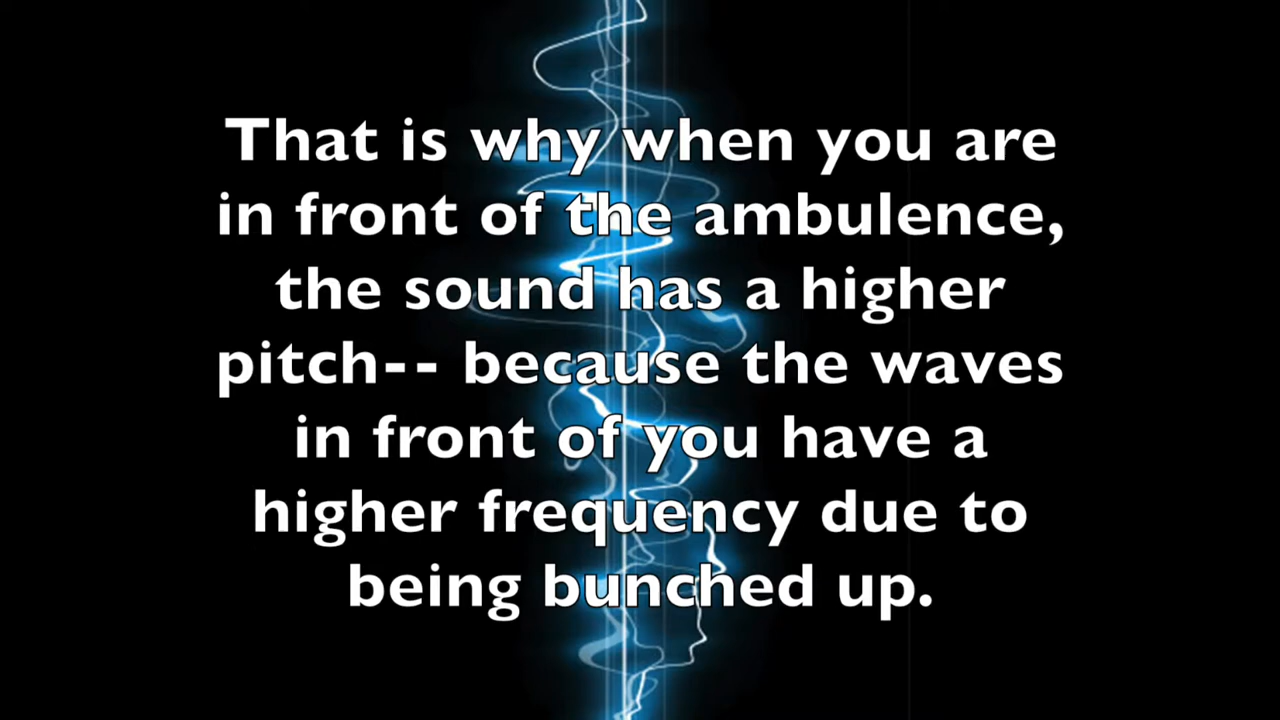 That is why when you are
in front of the ambulence,
the sound has a higher
pitch-- because the waves
in front of you have a
higher frequency due to
being bunched up.